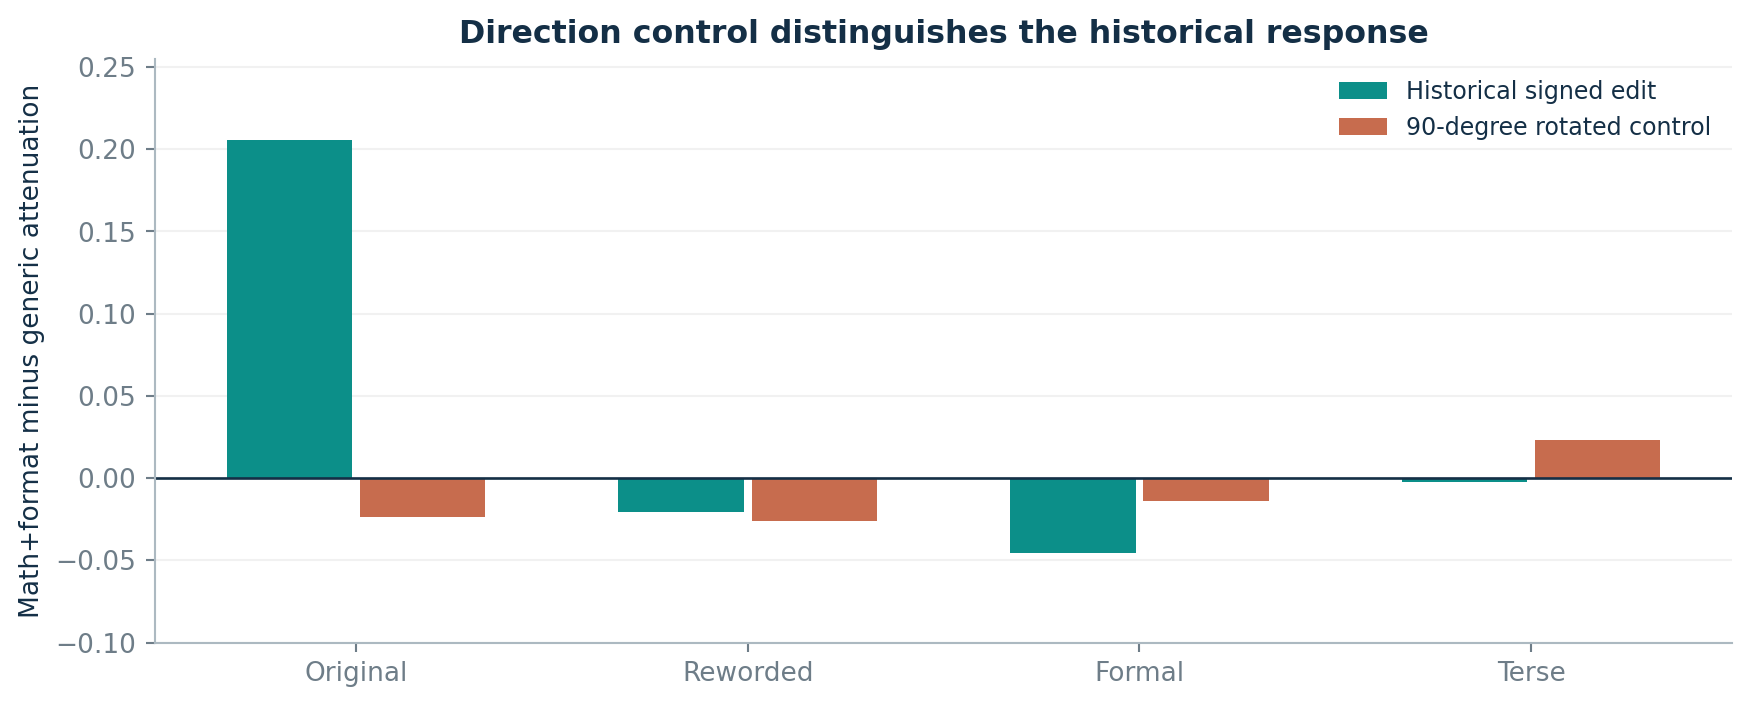 Direction control distinguishes the historical response
Math+format minus generic attenuation
0.25
0.20
0.15
0.10
0.05
0.00
−0.05
−0.10
Historical signed edit
90-degree rotated control
Original
Reworded
Formal
Terse